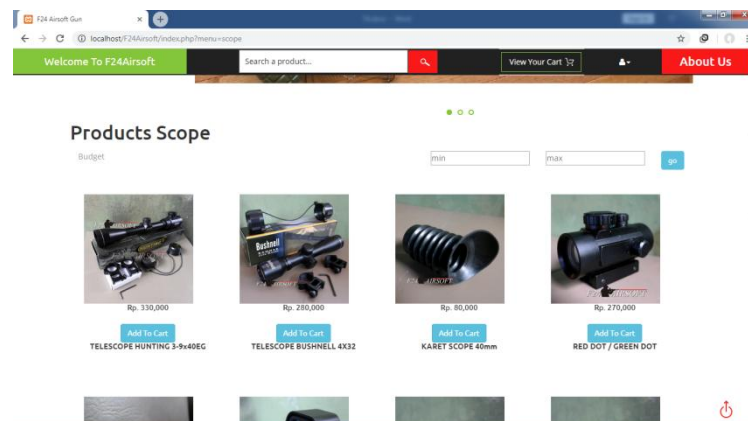 F24 Airsoft Gun
localhost/F24Airsoft/index.php?menu=scope
Welcome To F24Airsoft
Search a product...
View Your Cart
About Us
Products Scope
Budget
min
max
go
Bushnell
F24 AIRSOFT
Rp. 330,000
Rp. 280,000
Rp. 80,000
Rp. 270,000
Add To Cart
Add To Cart
Add To Cart
Add To Cart
TELESCOPE HUNTING 3-9x40EG
TELESCOPE BUSHNELL 4X32
KARET SCOPE 40mm
RED DOT / GREEN DOT